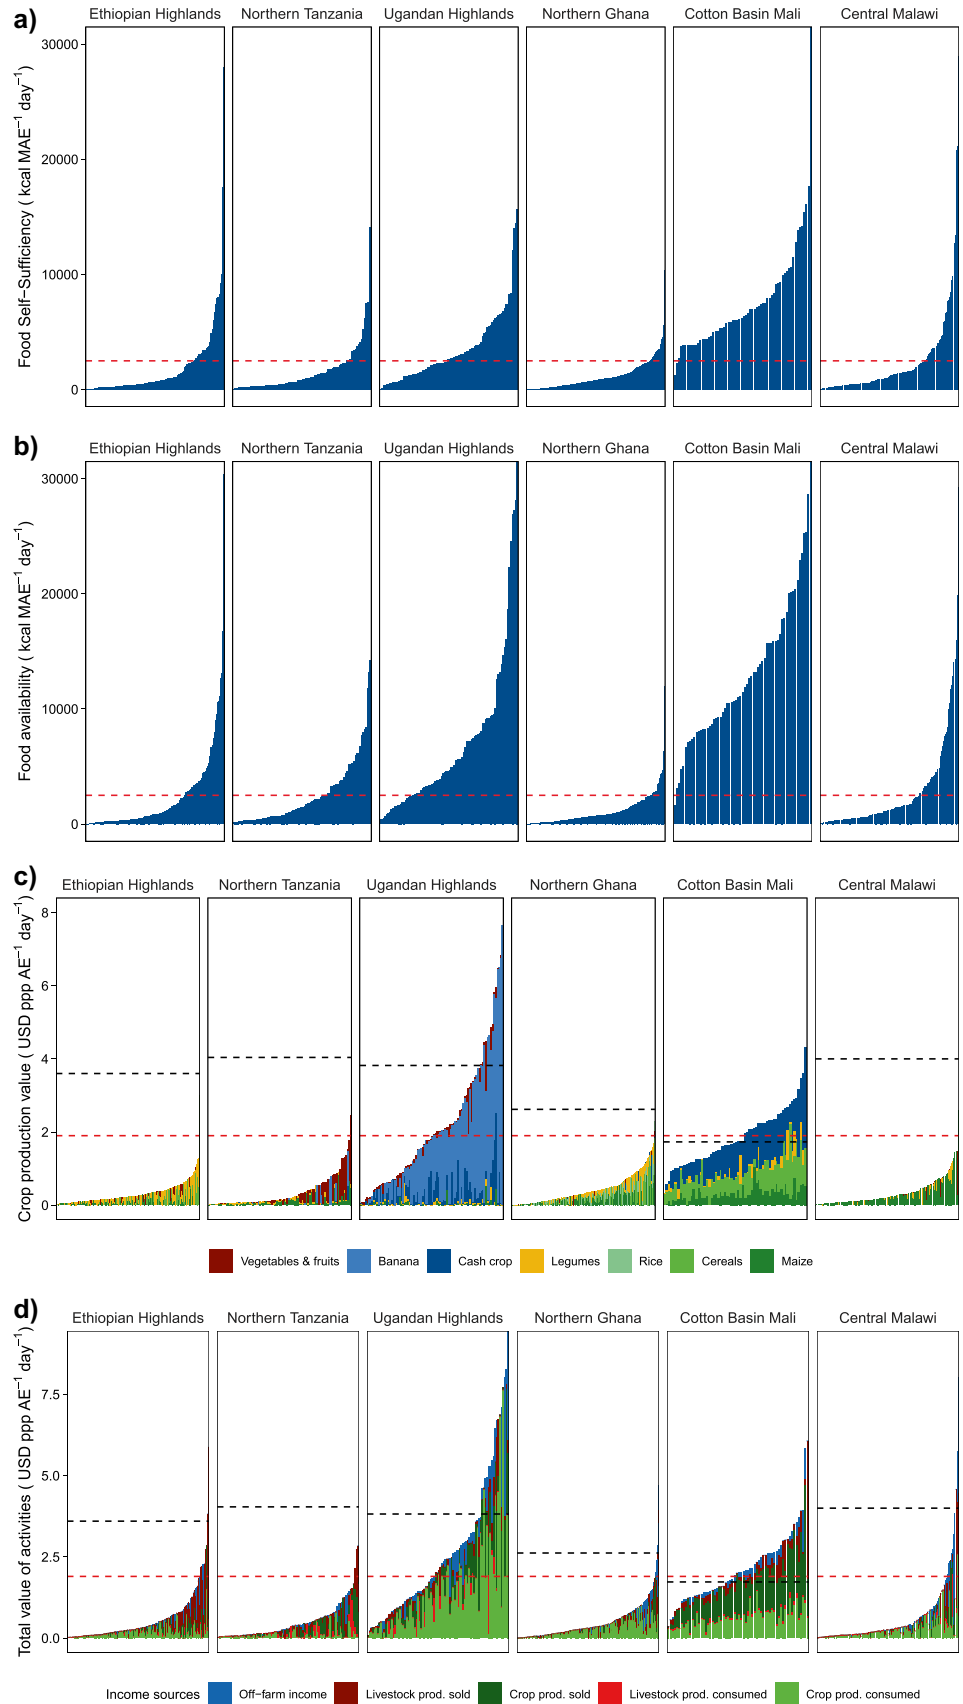 a)
Ethiopian Highlands Northern Tanzania Ugandan Highlands Northern Ghana Cotton Basin Mali Central Malawi
Food Self−Sufficiency ( kcal MAE−1 day−1)
30000
20000
10000
0
b)
Ethiopian Highlands Northern Tanzania Ugandan Highlands Northern Ghana Cotton Basin Mali Central Malawi
Food availability ( kcal MAE−1 day−1)
30000
20000
10000
0
c)
Ethiopian Highlands Northern Tanzania Ugandan Highlands Northern Ghana Cotton Basin Mali Central Malawi
Crop production value ( USD ppp AE−1 day−1)
8
6
4
2
0
Vegetables & fruits Banana Cash crop Legumes Rice Cereals Maize
d)
Ethiopian Highlands Northern Tanzania Ugandan Highlands Northern Ghana Cotton Basin Mali Central Malawi
Total value of activities ( USD ppp AE−1 day−1)
7.5
5.0
2.5
0.0
Income sources Off−farm income Livestock prod. sold Crop prod. sold Livestock prod. consumed Crop prod. consumed